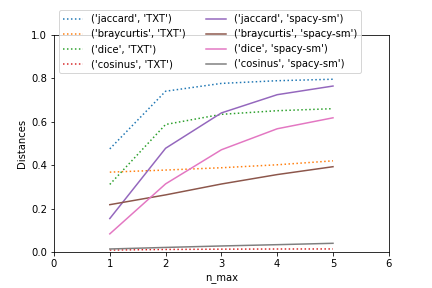 ('jaccard', 'TXT') ('jaccard', 'spacy-sm')
('braycurtis', 'TXT') ('braycurtis', 'spacy-sm')
('dice', 'TXT') ('dice', 'spacy-sm')
('cosinus', 'TXT') ('cosinus', 'spacy-sm')
1.0
0.8
0.6
0.4
0.2
0.0
Distances
0 1 2 3 4 5 6
n_max